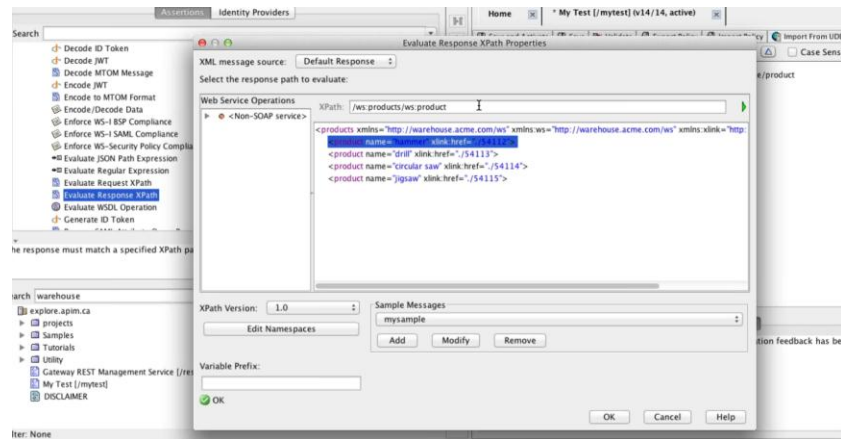 Assertions
Identity Providers
Home
* My Test [/mytest] (v14/14, active)
Search
Decode ID Token
Decode JWT
Decode MTOM Message
Encode JWT
Encode to MTOM Format
Encode/Decode Data
Enforce WS-I BSP Compliance
Enforce WS-I SAML Compliance
Enforce WS-Security Policy Complia
Evaluate JSON Path Expression
Evaluate Regular Expression
Evaluate Request XPath
Evaluate Response XPath
Evaluate WSDL Operation
Generate ID Token
he response must match a specified XPath pa
arch warehouse
explore.apim.ca
projects
Samples
Tutorials
Utility
Gateway REST Management Service [/res
My Test [/mytest]
DISCLAIMER
lter: None
Evaluate Response XPath Properties
XML message source: Default Response
Select the response path to evaluate:
Web Service Operations
<Non-SOAP service>
XPath: /ws:products/ws:product
<products xmlns="http://warehouse.acme.com/ws" xmlns:ws="http://warehouse.acme.com/ws" xmlns:xlink="http:
<product name="hammer" xlink:href="./54112">
<product name="drill" xlink:href="./54113">
<product name="circular saw" xlink:href="./54114">
<product name="jigsaw" xlink:href="./54115">
XPath Version: 1.0
Edit Namespaces
Sample Messages
mysample
Add Modify Remove
Variable Prefix:
OK
OK Cancel Help
Import From UDD
Case Sens
e/product
tion feedback has be